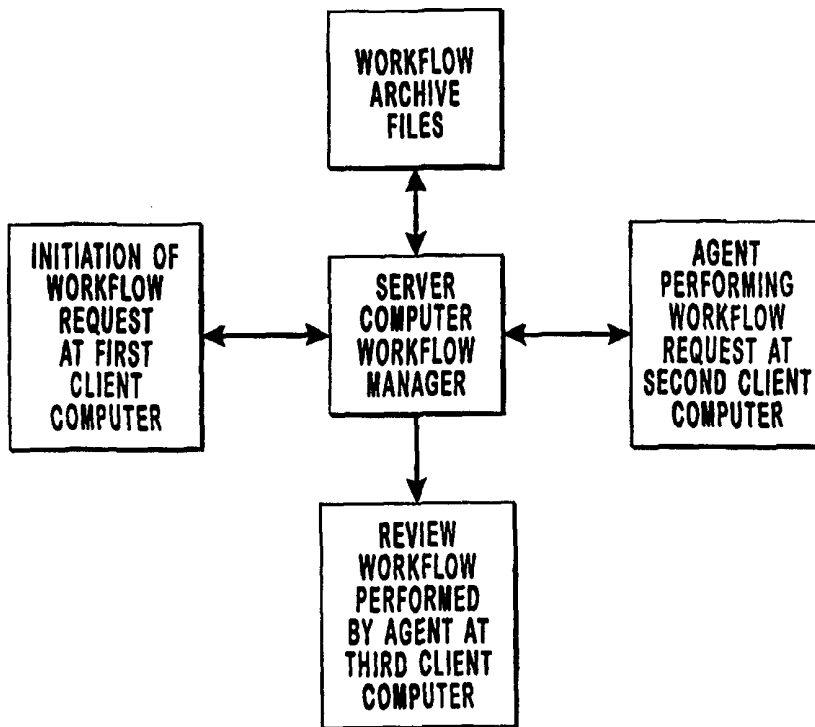 WORKFLOW
ARCHIVE
FILES
INITIATION OF
WORKFLOW
REQUEST
AT FIRST
CLIENT
COMPUTER
SERVER
COMPUTER
WORKFLOW
MANAGER
AGENT
PERFORMING
WORKFLOW
REQUEST AT
SECOND CLIENT
COMPUTER
REVIEW
WORKFLOW
PERFORMED
BY AGENT AT
THIRD CLIENT
COMPUTER